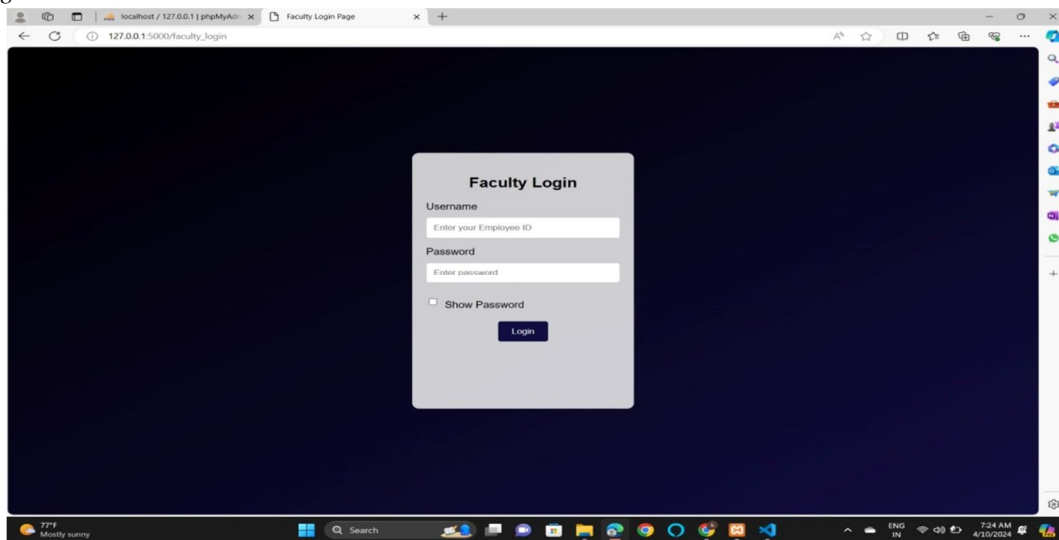 localhost / 127.0.0.1 | phpMyAdm
Faculty Login Page
127.0.0.1:5000/faculty_login
Faculty Login
Username
Enter your Employee ID
Password
Enter password
Show Password
Login
77°F
Mostly sunny
Search
ENG
IN
7:24 AM
4/10/2024